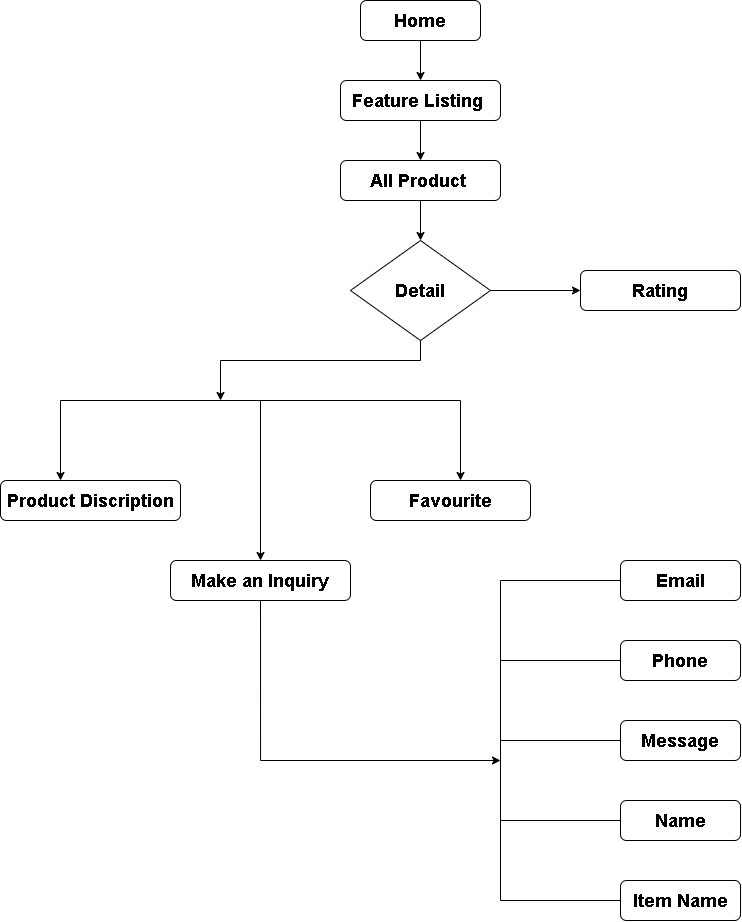 Home
Feature Listing
All Product
Detail
Rating
Product Discription
Favourite
Make an Inquiry
Email
Phone
Message
Name
Item Name